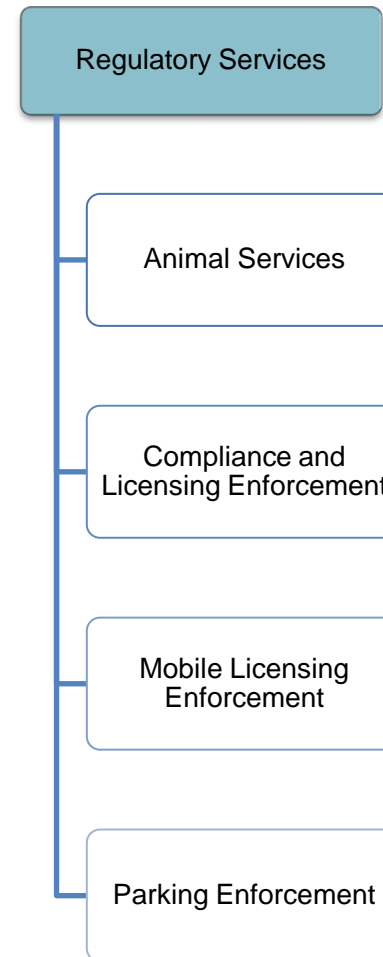 Regulatory Services
Animal Services
Compliance and
Licensing Enforcement
Mobile Licensing
Enforcement
Parking Enforcement